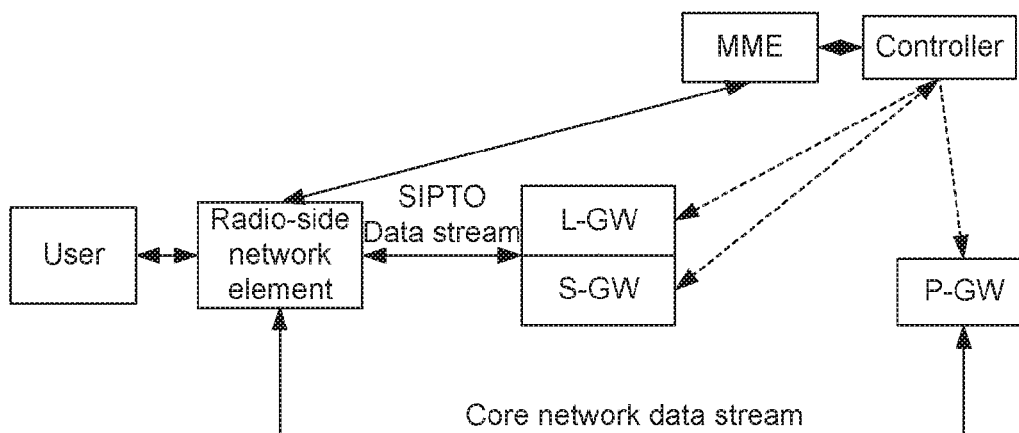 MME
Controller
SIPTO
Data stream
User
Radio-side
network
element
L-GW
S-GW
P-GW
Core network data stream